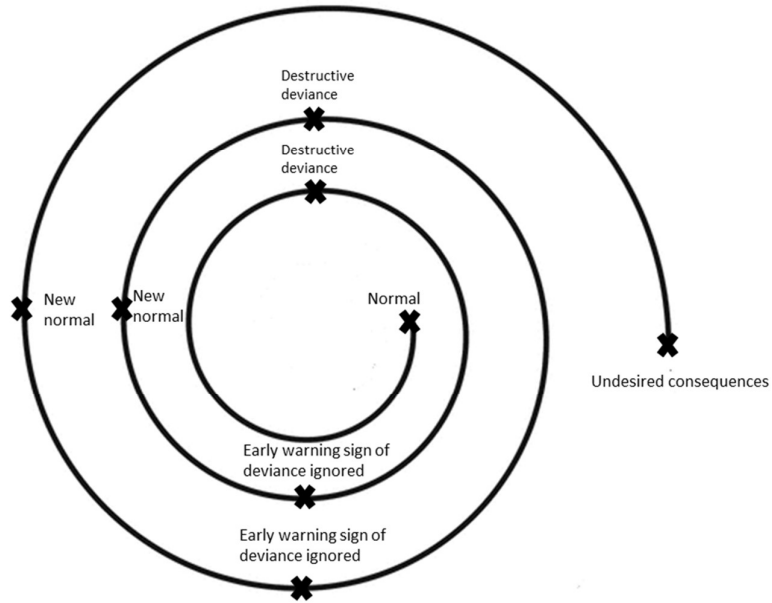 Destructive
deviance
Destructive
deviance
New
normal
New
normal
Normal
Undesired consequences
Early warning sign of
deviance ignored
Early warning sign of
deviance ignored